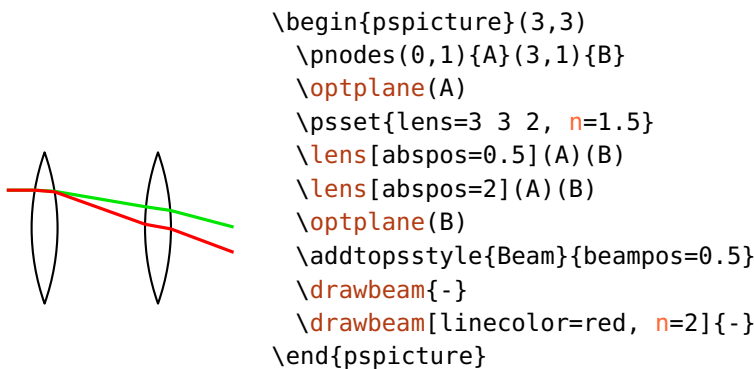 \begin{pspicture}(3,3)
  \pnodes(0,1){A}(3,1){B}
  \optplane(A)
  \psset{lens=3 3 2, n=1.5}
  \lens[abspos=0.5](A)(B)
  \lens[abspos=2](A)(B)
  \optplane(B)
  \addtopsstyle{Beam}{beampos=0.5}
  \drawbeam{-}
  \drawbeam[linecolor=red, n=2]{-}
\end{pspicture}